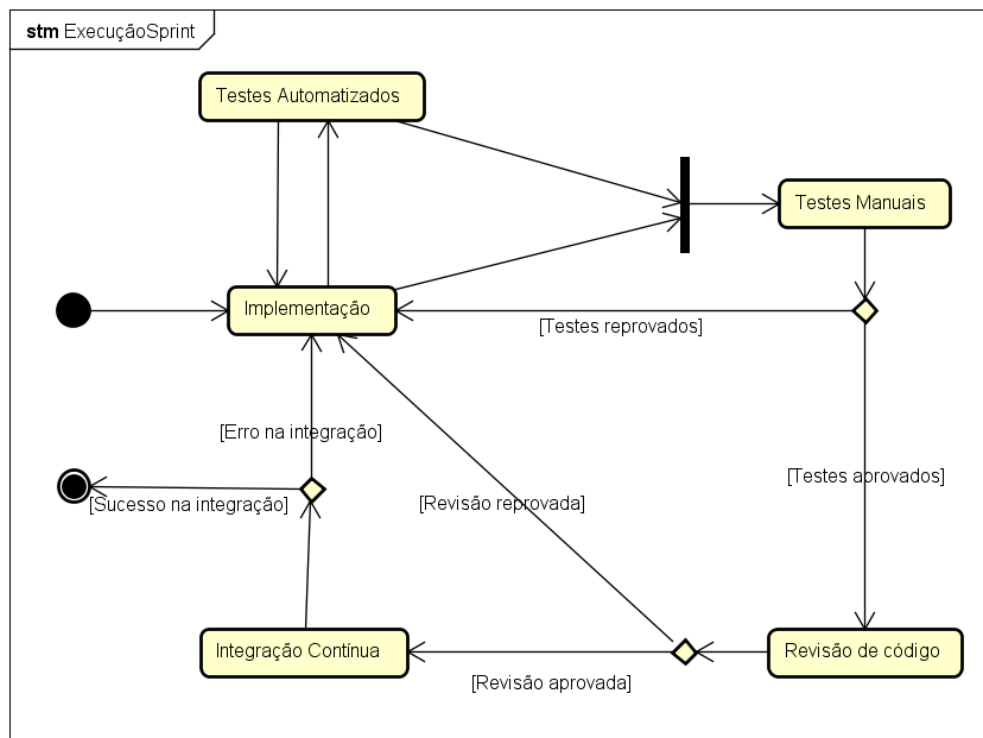 stm ExecuçãoSprint
Testes Automatizados
Testes Manuais
Implementação
[Testes reprovados]
[Erro na integração]
[Testes aprovados]
[Sucesso na integração]
[Revisão reprovada]
Integração Contínua
Revisão de código
[Revisão aprovada]